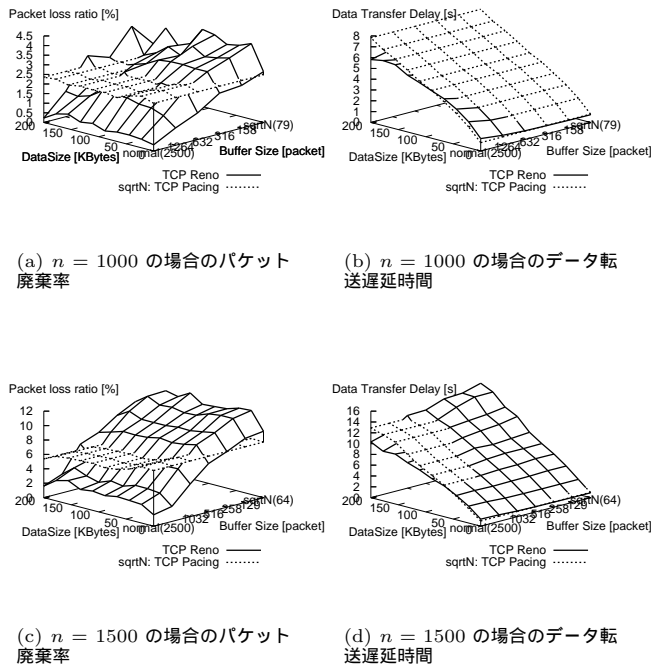 Packet loss ratio [%]
4.5
4
3.5
3
2.5
2
1.5
1
0.5
0
200
150
100
50
0
DataSize [KBytes]
normal(2500)
1264
632
316
158
sqrtN(79)
Buffer Size [packet]
TCP Reno
sqrtN: TCP Pacing
(a) n = 1000 の場合のパケット
廃棄率
Data Transfer Delay [s]
8
7
6
5
4
3
2
1
0
200
150
100
50
0
DataSize [KBytes]
normal(2500)
1264
632
316
158
sqrtN(79)
Buffer Size [packet]
TCP Reno
sqrtN: TCP Pacing
(b) n = 1000 の場合のデータ転
送遅延時間
Packet loss ratio [%]
12
10
8
6
4
2
0
200
150
100
50
0
DataSize [KBytes]
normal(2500)
1032
516
258
129
sqrtN(64)
Buffer Size [packet]
TCP Reno
sqrtN: TCP Pacing
(c) n = 1500 の場合のパケット
廃棄率
Data Transfer Delay [s]
16
14
12
10
8
6
4
2
0
200
150
100
50
0
DataSize [KBytes]
normal(2500)
1032
516
258
129
sqrtN(64)
Buffer Size [packet]
TCP Reno
sqrtN: TCP Pacing
(d) n = 1500 の場合のデータ転
送遅延時間